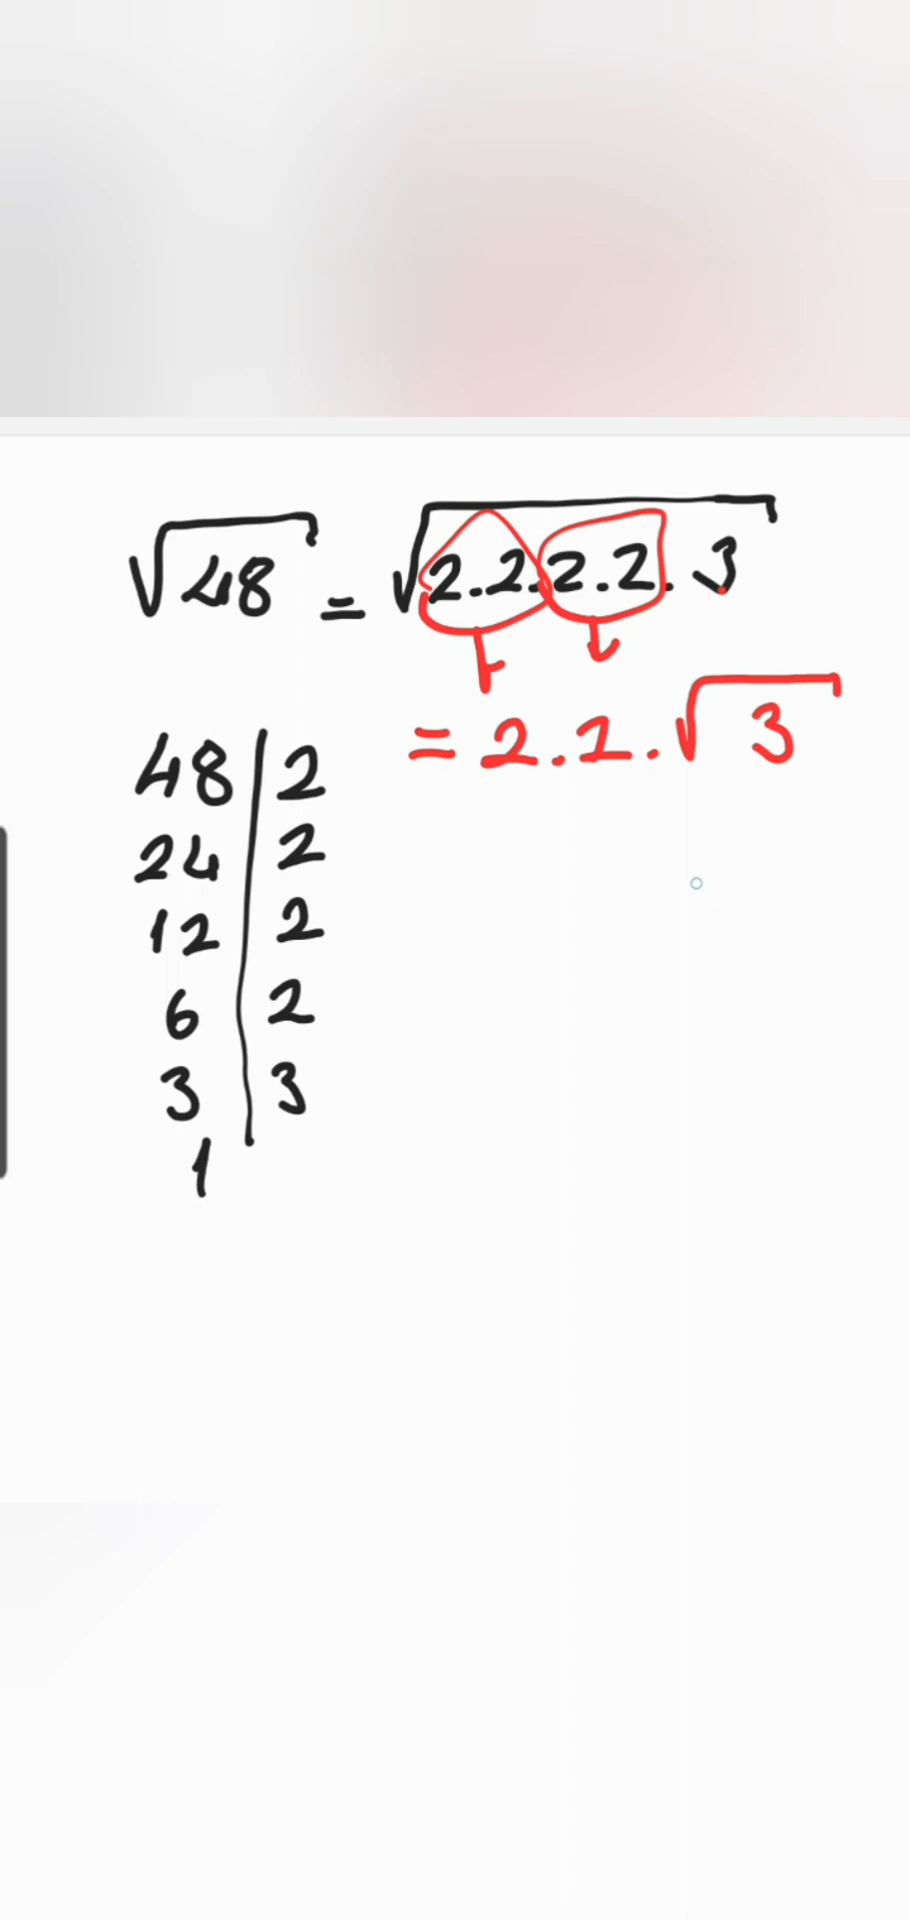 √48 = √2.2.2.2.3
= 2.2.√3
48 | 2
24 | 2
12 | 2
6 | 2
3 | 3
1